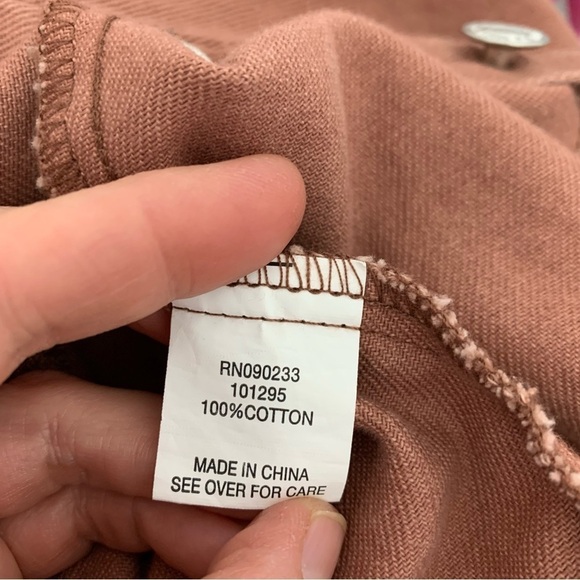 RN090233
101295
100%COTTON
MADE IN CHINA
SEE OVER FOR CARE